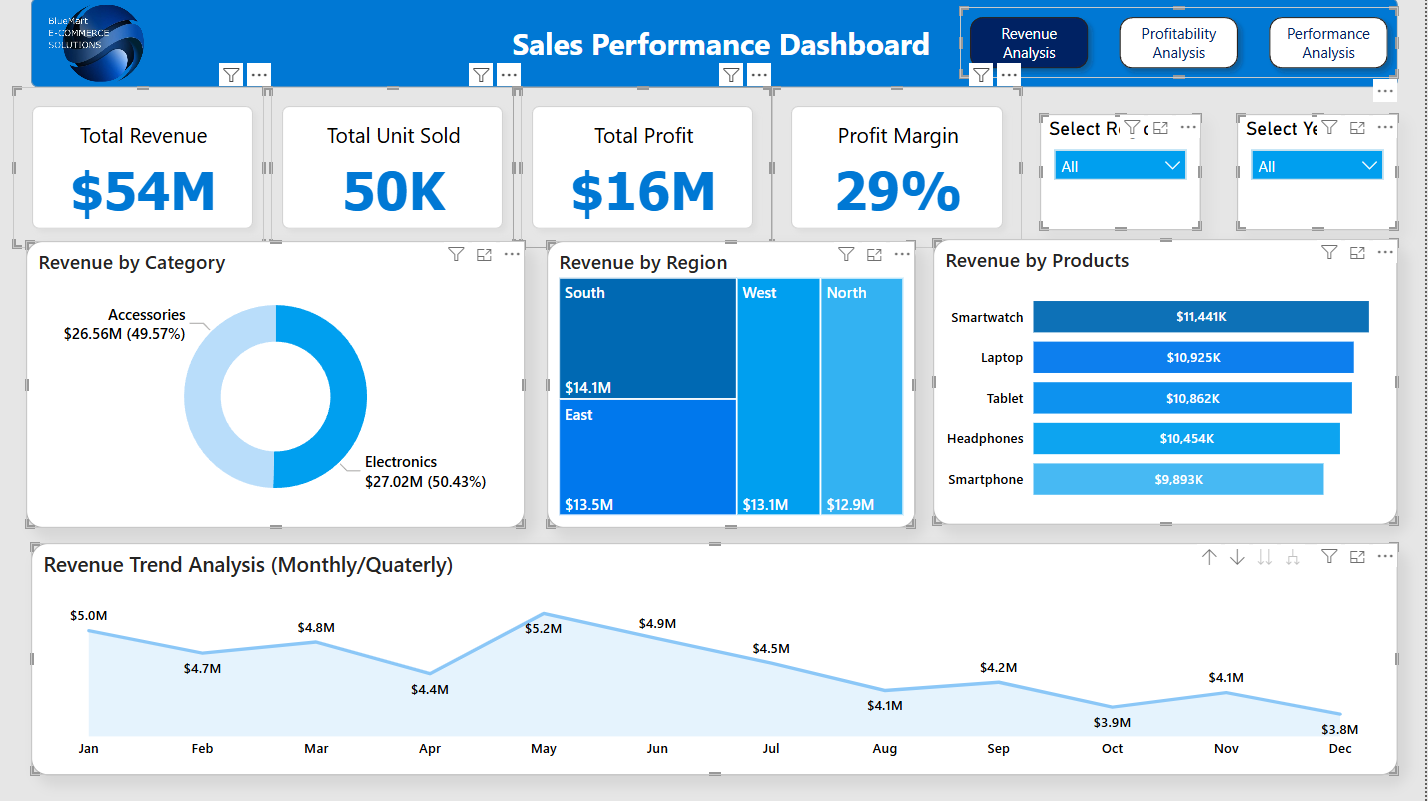 BlueMart
E-COMMERCE
SOLUTIONS
Sales Performance Dashboard
Revenue
Analysis
Profitability
Analysis
Performance
Analysis
Total Revenue
$54M
Total Unit Sold
50K
Total Profit
$16M
Profit Margin
29%
Select
All
Select
All
Revenue by Category
Accessories
$26.56M (49.57%)
Electronics
$27.02M (50.43%)
Revenue by Region
South
$14.1M
East
$13.5M
West
$13.1M
North
$12.9M
Revenue by Products
Smartwatch
$11,441K
Laptop
$10,925K
Tablet
$10,862K
Headphones
$10,454K
Smartphone
$9,893K
Revenue Trend Analysis (Monthly/Quaterly)
$5.0M
$4.7M
$4.8M
$4.4M
$5.2M
$4.9M
$4.5M
$4.1M
$4.2M
$3.9M
$4.1M
$3.8M
Jan
Feb
Mar
Apr
May
Jun
Jul
Aug
Sep
Oct
Nov
Dec